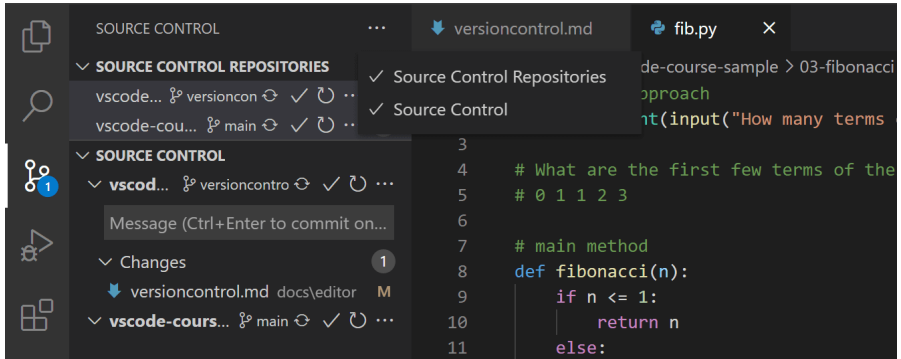 SOURCE CONTROL
SOURCE CONTROL REPOSITORIES
vscode... versioncon
vscode-cou... main
SOURCE CONTROL
vscod... versioncontro
Message (Ctrl+Enter to commit on...
Changes 1
versioncontrol.md docs\editor M
vscode-cours... main
1
Source Control Repositories
Source Control
versioncontrol.md fib.py
de-course-sample > 03-fibonacci
pproach
nt(input("How many terms
3
4 # What are the first few terms of the
5 # 0 1 1 2 3
6
7 # main method
8 def fibonacci(n):
9 if n <= 1:
10 return n
11 else: